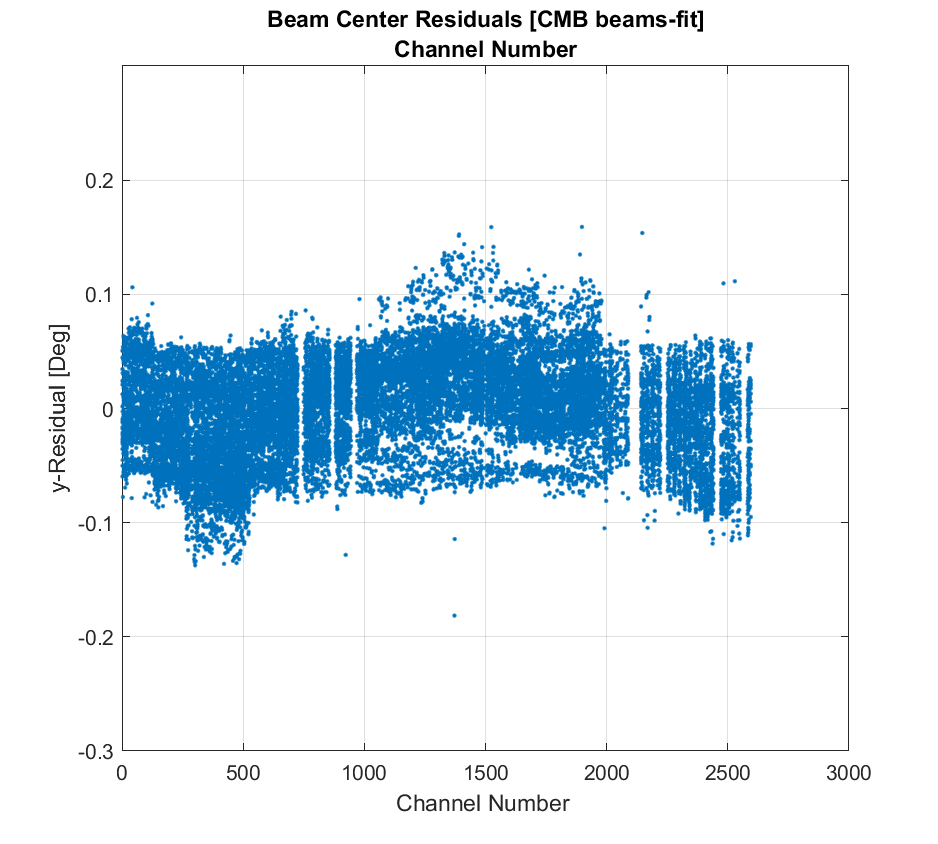 Beam Center Residuals [CMB beams-fit]
Channel Number
0.2
0.1
0
-0.1
-0.2
-0.3
y-Residual [Deg]
0 500 1000 1500 2000 2500 3000
Channel Number